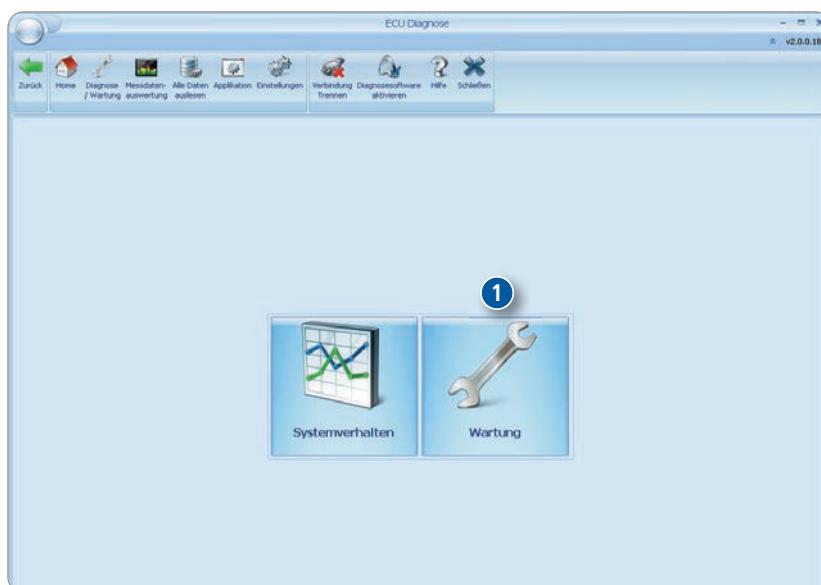 ECU Diagnose
v2.0.0.18
Zurück
Home
Diagnose
/ Wartung
Messdaten-
auswertung
Alle Daten
auslesen
Applikation
Einstellungen
Verbindung
Trennen
Diagnosesoftware
aktivieren
Hilfe
Schließen
1
Systemverhalten
Wartung